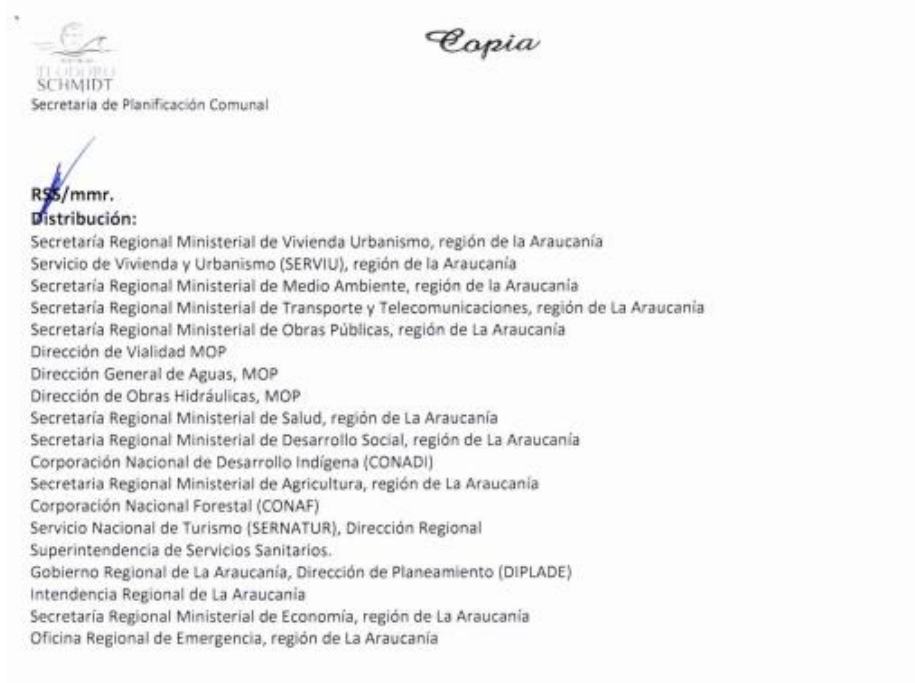 Copia
TEODORO
SCHMIDT
Secretaria de Planificación Comunal
RSS/mmr.
Distribución:
Secretaría Regional Ministerial de Vivienda Urbanismo, región de la Araucanía
Servicio de Vivienda y Urbanismo (SERVIU), región de la Araucanía
Secretaría Regional Ministerial de Medio Ambiente, región de la Araucanía
Secretaría Regional Ministerial de Transporte y Telecomunicaciones, región de La Araucanía
Secretaría Regional Ministerial de Obras Públicas, región de La Araucanía
Dirección de Vialidad MOP
Dirección General de Aguas, MOP
Dirección de Obras Hidráulicas, MOP
Secretaría Regional Ministerial de Salud, región de La Araucanía
Secretaria Regional Ministerial de Desarrollo Social, región de La Araucanía
Corporación Nacional de Desarrollo Indígena (CONADI)
Secretaria Regional Ministerial de Agricultura, región de La Araucanía
Corporación Nacional Forestal (CONAF)
Servicio Nacional de Turismo (SERNATUR), Dirección Regional
Superintendencia de Servicios Sanitarios.
Gobierno Regional de La Araucanía, Dirección de Planeamiento (DIPLADE)
Intendencia Regional de La Araucanía
Secretaría Regional Ministerial de Economía, región de La Araucanía
Oficina Regional de Emergencia, región de La Araucanía